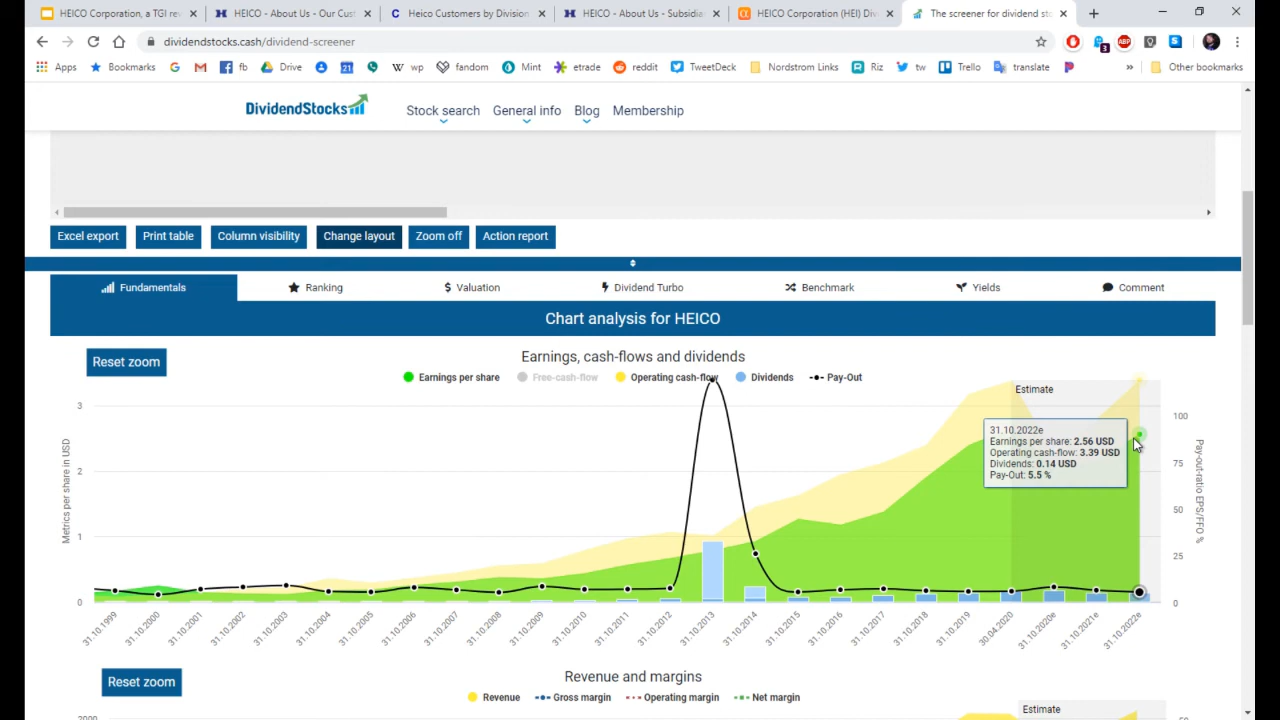 HEICO Corporation, a TGI re
HEICO - About Us - Our Cust
Heico Customers by Division
HEICO - About Us - Subsidiar
HEICO Corporation (HEI) Divi
The screener for dividend sto
dividendstocks.cash/dividend-screener
ABP
3
Apps
Bookmarks
G
fb
Drive
21
W wp
fandom
Mint
etrade
reddit
TweetDeck
Nordstrom Links
Riz
tw
Trello
translate
»
Other bookmarks
DividendStocks
Stock search
General info
Blog
Membership
Excel export
Print table
Column visibility
Change layout
Zoom off
Action report
Fundamentals
Ranking
$ Valuation
Dividend Turbo
Benchmark
Yields
Comment
Chart analysis for HEICO
Reset zoom
Earnings, cash-flows and dividends
Earnings per share
Free-cash-flow
Operating cash-flow
Dividends
Pay-Out
Estimate
3
2
1
0
Metrics per share in USD
31.10.2022e
Earnings per share: 2.56 USD
Operating cash-flow: 3.39 USD
Dividends: 0.14 USD
Pay-Out: 5.5 %
100
75
50
25
0
Pay-out-ratio EPS/FFO %
31.10.1999
31.10.2000
31.10.2001
31.10.2002
31.10.2003
31.10.2004
31.10.2005
31.10.2006
31.10.2007
31.10.2008
31.10.2009
31.10.2010
31.10.2011
31.10.2012
31.10.2013
31.10.2014
31.10.2015
31.10.2016
31.10.2017
31.10.2018
31.10.2019
30.04.2020
31.10.2020e
31.10.2021e
31.10.2022e
Reset zoom
Revenue and margins
Revenue
Gross margin
Operating margin
Net margin
Estimate
2000
50